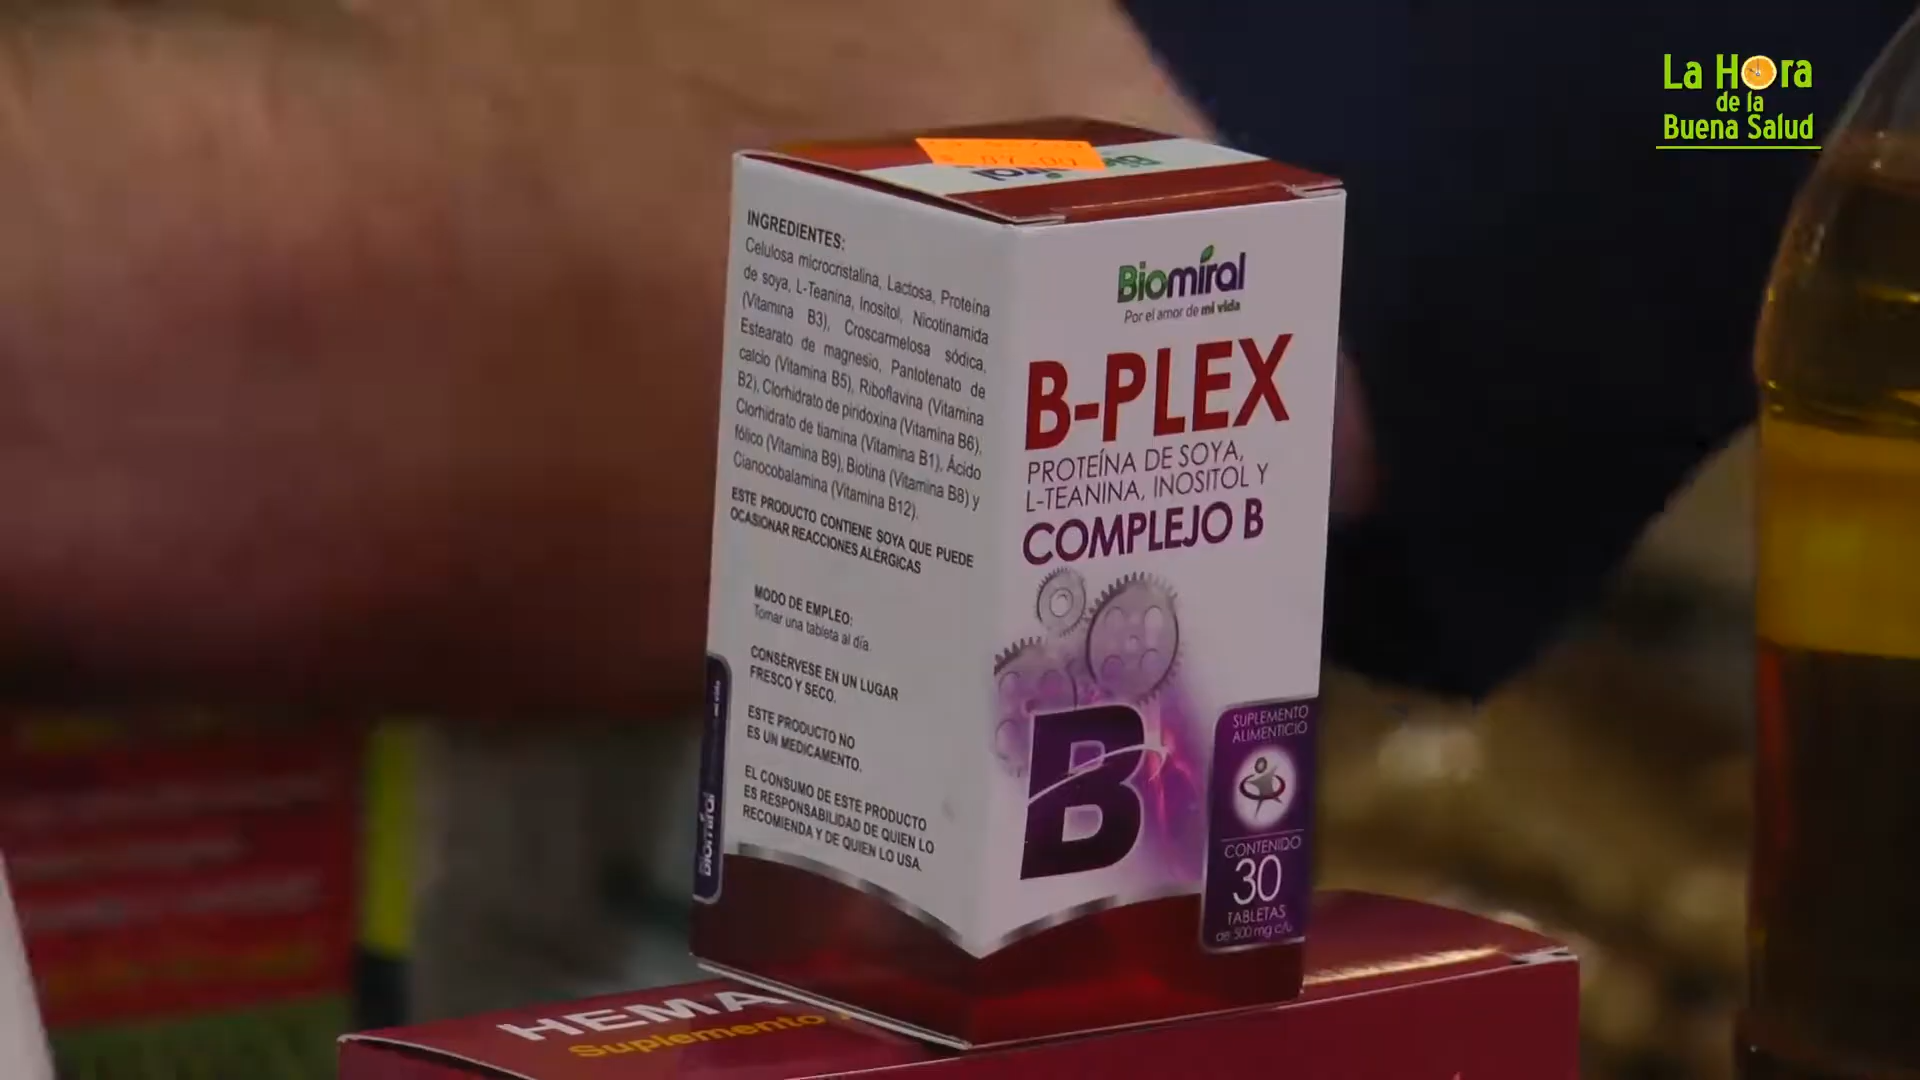 La Hora
de la
Buena Salud
INGREDIENTES:
Celulosa microcristalina, Lactosa, Proteína
de soya, L-Teanina, Inositol, Nicotinamida
(Vitamina B3), Croscarmelosa sódica,
Estearato de magnesio, Pantotenato de
calcio (Vitamina B5), Riboflavina (Vitamina
B2), Clorhidrato de piridoxina (Vitamina B6),
Clorhidrato de tiamina (Vitamina B1), Ácido
fólico (Vitamina B9), Biotina (Vitamina B8) y
Cianocobalamina (Vitamina B12).
ESTE PRODUCTO CONTIENE SOYA QUE PUEDE
OCASIONAR REACCIONES ALÉRGICAS
MODO DE EMPLEO:
Tomar una tableta al día.
CONSÉRVESE EN UN LUGAR
FRESCO Y SECO.
ESTE PRODUCTO NO
ES UN MEDICAMENTO.
EL CONSUMO DE ESTE PRODUCTO
ES RESPONSABILIDAD DE QUIEN LO
RECOMIENDA Y DE QUIEN LO USA.
Biomiral
mi vida
Biomiral
Por el amor de mi vida
B-PLEX
PROTEÍNA DE SOYA,
L-TEANINA, INOSITOL Y
COMPLEJO B
B
SUPLEMENTO
ALIMENTICIO
CONTENIDO
30
TABLETAS
de 500 mg c/u
HEMA
Suplemento